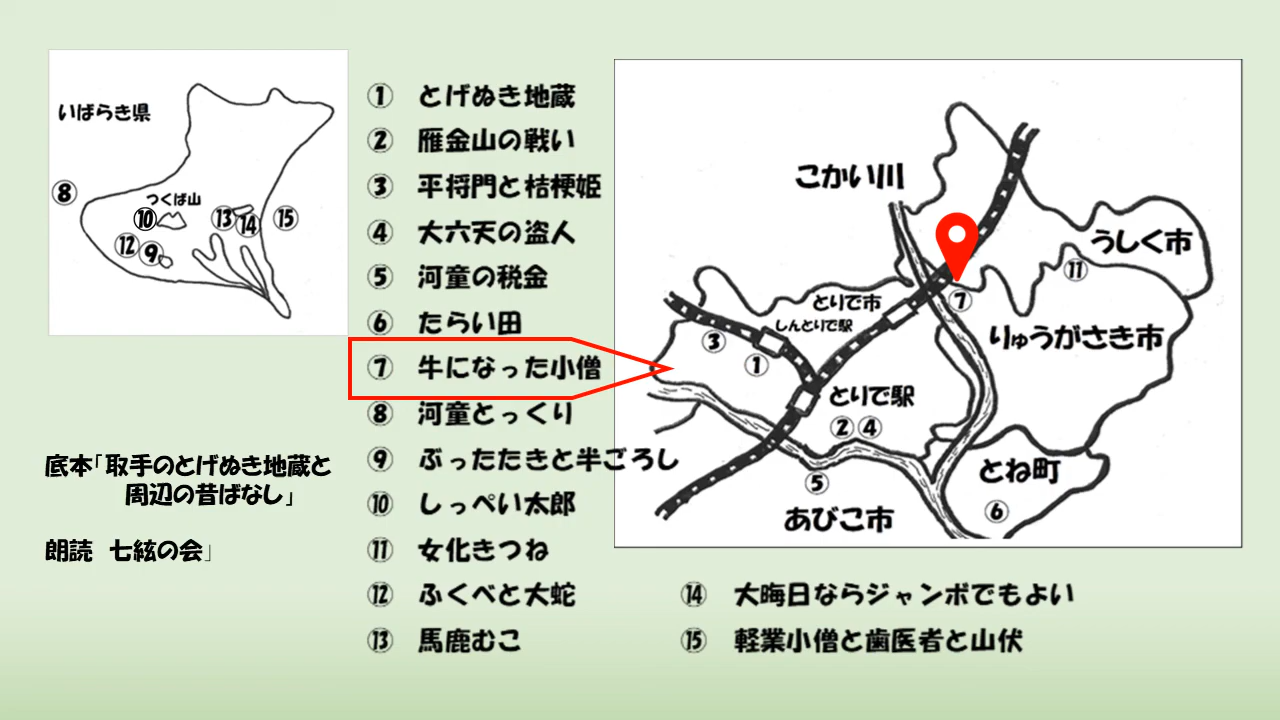 いばらき県
つくば山
⑧
⑩
⑬
⑭
⑮
⑫
⑨
① とげぬき地蔵
② 雁金山の戦い
③ 平将門と桔梗姫
④ 大六天の盗人
⑤ 河童の税金
⑥ たらい田
⑦ 牛になった小僧
⑧ 河童とっくり
⑨ ぶったたきと半ごろし
⑩ しっぺい太郎
⑪ 女化きつね
⑫ ふくべと大蛇
⑬ 馬鹿むこ
⑭ 大晦日ならジャンボでもよい
⑮ 軽業小僧と歯医者と山伏
底本「取手のとげぬき地蔵と
周辺の昔ばなし」
朗読 七絃の会」
こかい川
うしく市
⑪
⑦
とりで市
しんとりで駅
りゅうがさき市
③
①
とりで駅
②④
⑤
とね町
⑥
あびこ市